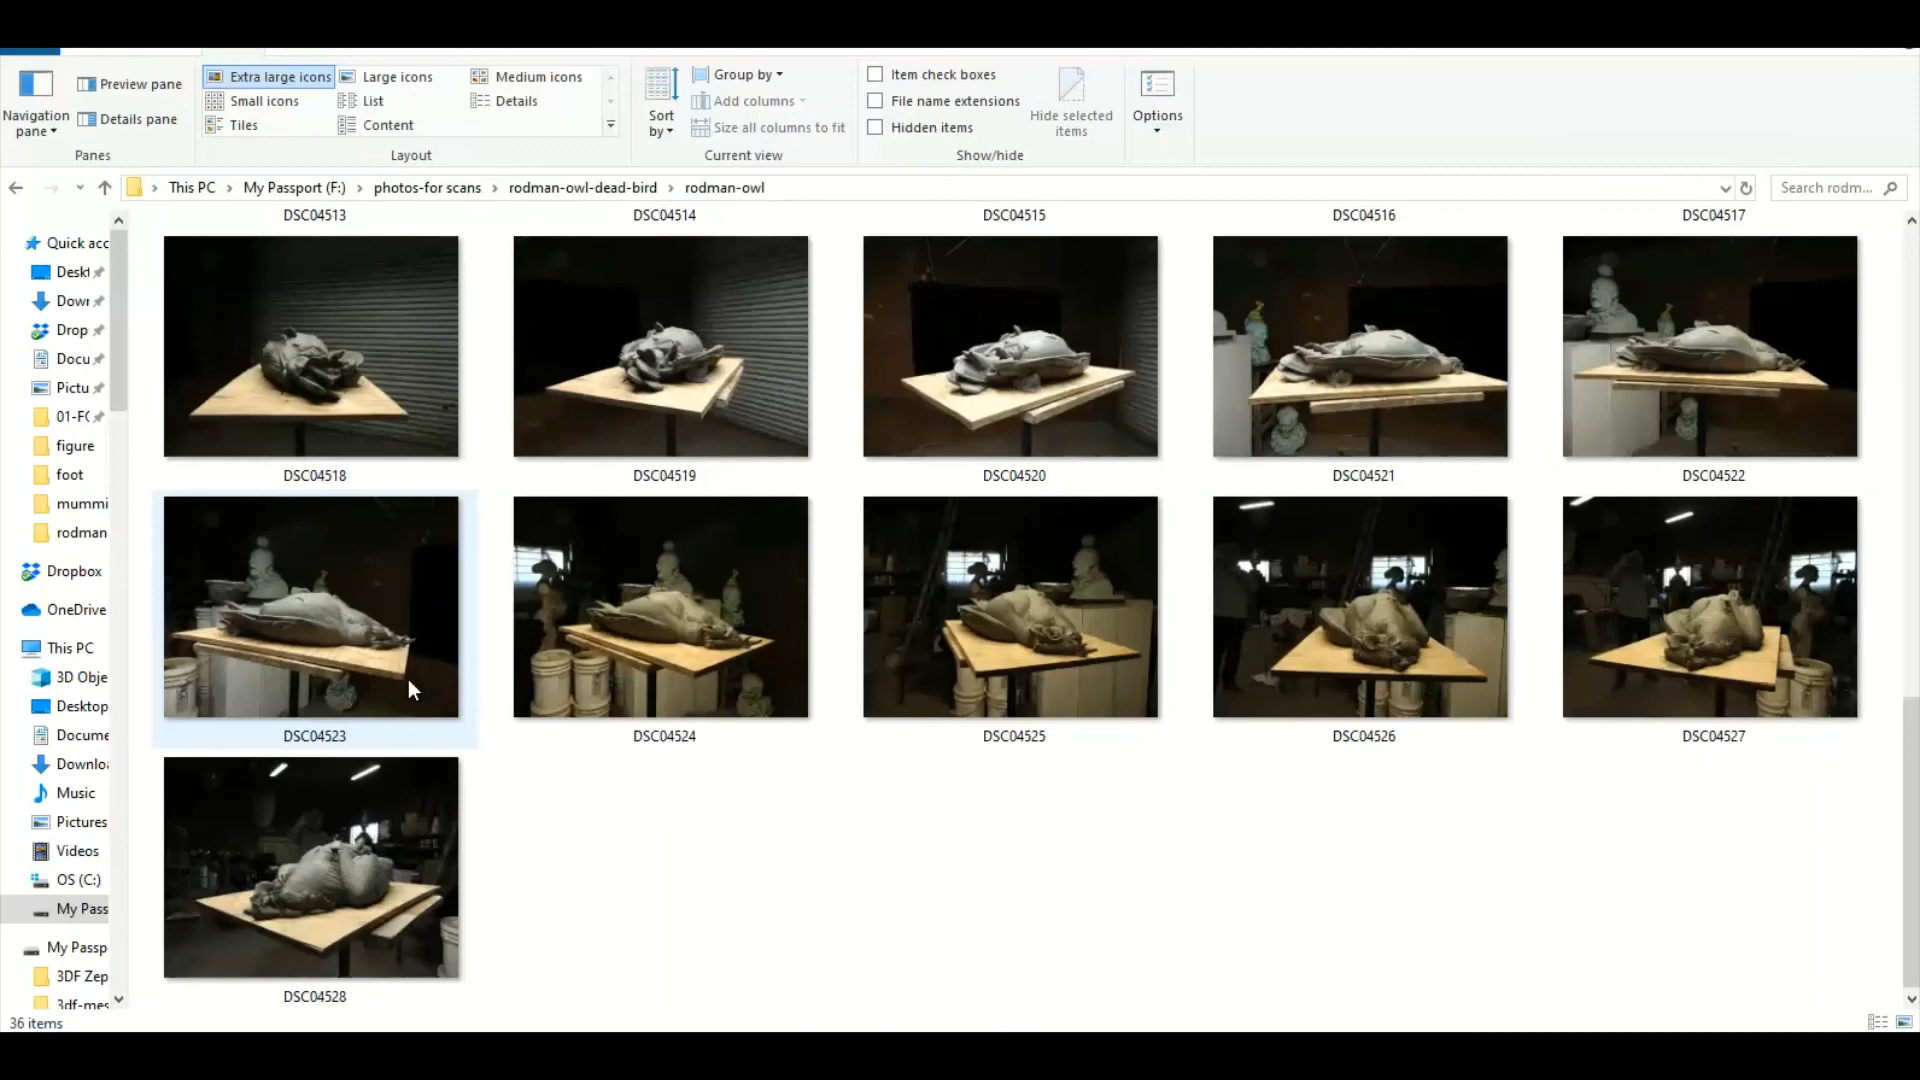 Navigation pane
Preview pane
Details pane
Panes
Extra large icons
Large icons
Medium icons
Small icons
List
Details
Tiles
Content
Layout
Sort by
Group by
Add columns
Size all columns to fit
Current view
Item check boxes
File name extensions
Hidden items
Hide selected items
Show/hide
Options
This PC > My Passport (F:) > photos-for scans > rodman-owl-dead-bird > rodman-owl
Search rodm...
Quick acc
Deskt
Dowr
Drop
Docu
Pictu
01-FC
figure
foot
mummi
rodman
Dropbox
OneDrive
This PC
3D Obje
Desktop
Docume
Downloa
Music
Pictures
Videos
OS (C:)
My Pass
My Passp
3DF Zep
3df-mes
DSC04513
DSC04514
DSC04515
DSC04516
DSC04517
DSC04518
DSC04519
DSC04520
DSC04521
DSC04522
DSC04523
DSC04524
DSC04525
DSC04526
DSC04527
DSC04528
36 items